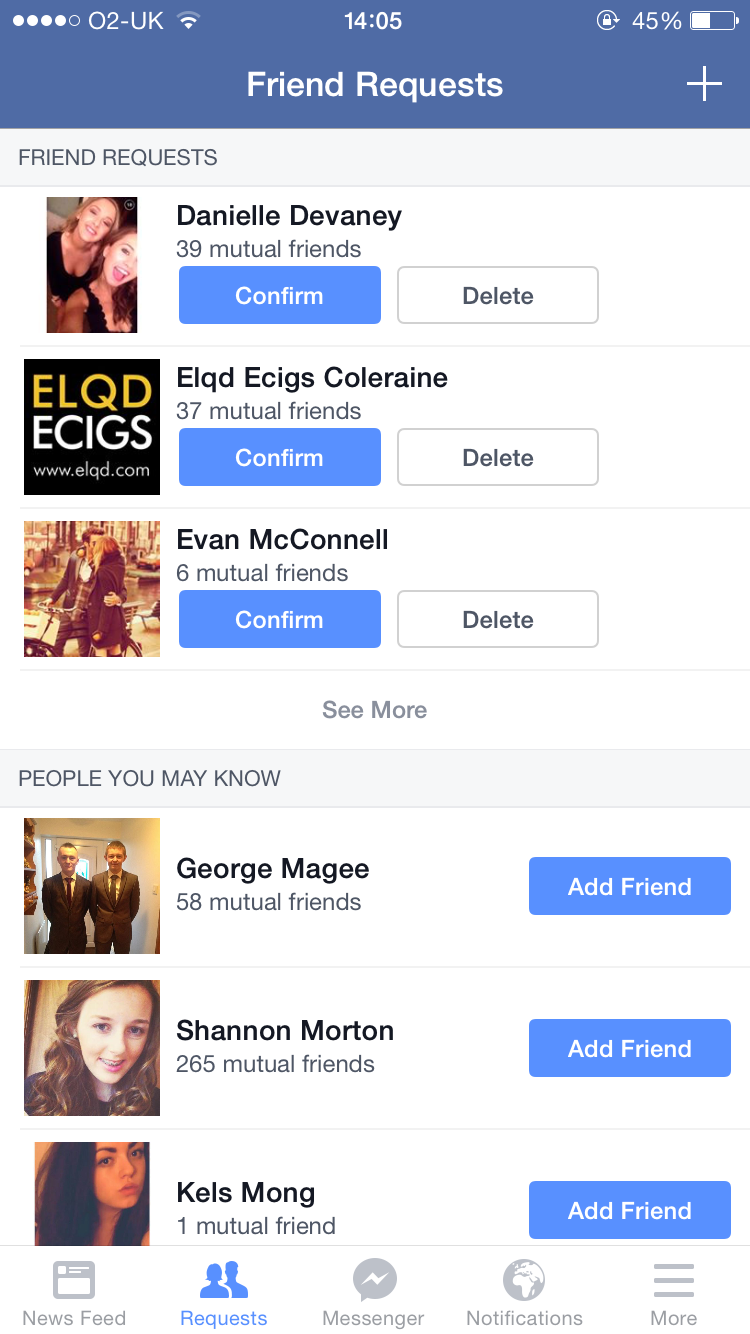 O2-UK 14:05 45%
Friend Requests
FRIEND REQUESTS
Danielle Devaney
39 mutual friends
Confirm Delete
ELQD
ECIGS
www.elqd.com
Elqd Ecigs Coleraine
37 mutual friends
Confirm Delete
Evan McConnell
6 mutual friends
Confirm Delete
See More
PEOPLE YOU MAY KNOW
George Magee
58 mutual friends
Add Friend
Shannon Morton
265 mutual friends
Add Friend
Kels Mong
1 mutual friend
Add Friend
News Feed Requests Messenger Notifications More